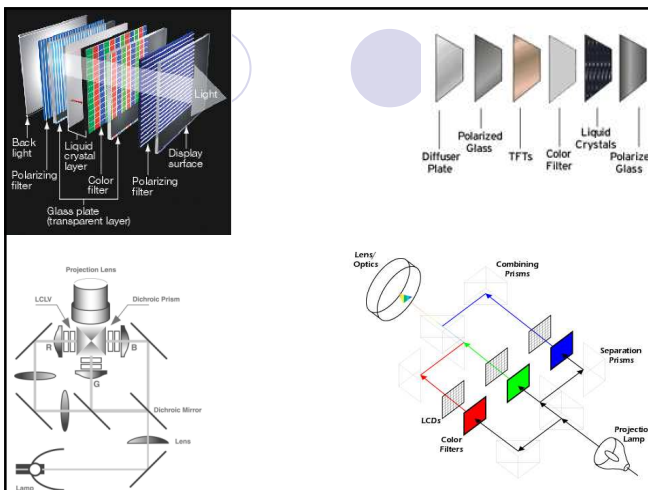 Light
Back
light
Polarizing
filter
Liquid
crystal
layer
Color
filter
Polarizing
filter
Display
surface
Glass plate
(transparent layer)
Diffuser
Plate
Polarized
Glass
TFTs
Color
Filter
Liquid
Crystals
Polarize
Glass
Projection Lens
LCLV
Dichroic Prism
R
B
G
Dichroic Mirror
Lens
Lamp
Lens/
Optics
Combining
Prisms
Separation
Prisms
LCDs
Color
Filters
Projectio
Lamp